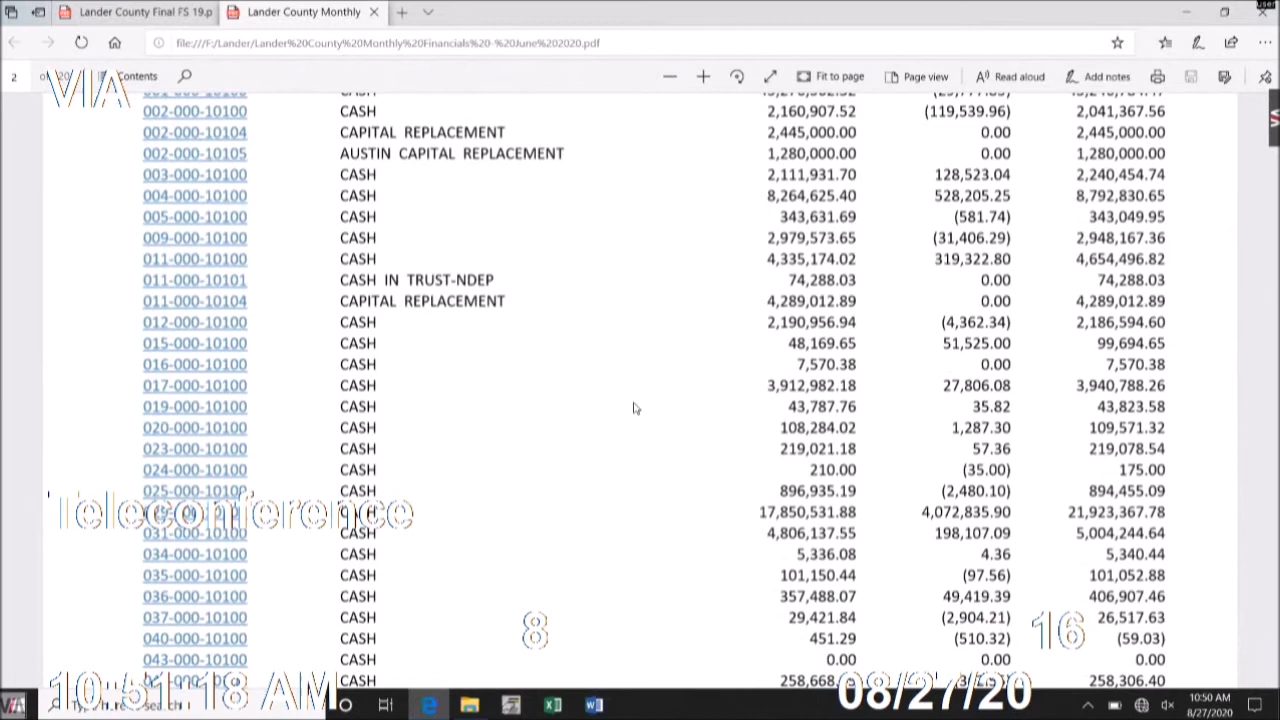 Lander County Final FS 19.p
Lander County Monthly
file:///F:/Lander/Lander%20County%20Monthly%20Financials%20-%20June%202020.pdf
2 of 20 Contents Fit to page Page view Read aloud Add notes
VIA
002-000-10100 CASH 2,160,907.52 (119,539.96) 2,041,367.56
002-000-10104 CAPITAL REPLACEMENT 2,445,000.00 0.00 2,445,000.00
002-000-10105 AUSTIN CAPITAL REPLACEMENT 1,280,000.00 0.00 1,280,000.00
003-000-10100 CASH 2,111,931.70 128,523.04 2,240,454.74
004-000-10100 CASH 8,264,625.40 528,205.25 8,792,830.65
005-000-10100 CASH 343,631.69 (581.74) 343,049.95
009-000-10100 CASH 2,979,573.65 (31,406.29) 2,948,167.36
011-000-10100 CASH 4,335,174.02 319,322.80 4,654,496.82
011-000-10101 CASH IN TRUST-NDEP 74,288.03 0.00 74,288.03
011-000-10104 CAPITAL REPLACEMENT 4,289,012.89 0.00 4,289,012.89
012-000-10100 CASH 2,190,956.94 (4,362.34) 2,186,594.60
015-000-10100 CASH 48,169.65 51,525.00 99,694.65
016-000-10100 CASH 7,570.38 0.00 7,570.38
017-000-10100 CASH 3,912,982.18 27,806.08 3,940,788.26
019-000-10100 CASH 43,787.76 35.82 43,823.58
020-000-10100 CASH 108,284.02 1,287.30 109,571.32
023-000-10100 CASH 219,021.18 57.36 219,078.54
024-000-10100 CASH 210.00 (35.00) 175.00
025-000-10100 CASH 896,935.19 (2,480.10) 894,455.09
Teleconference
17,850,531.88 4,072,835.90 21,923,367.78
031-000-10100 CASH 4,806,137.55 198,107.09 5,004,244.64
034-000-10100 CASH 5,336.08 4.36 5,340.44
035-000-10100 CASH 101,150.44 (97.56) 101,052.88
036-000-10100 CASH 357,488.07 49,419.39 406,907.46
037-000-10100 CASH 29,421.84 (2,904.21) 26,517.63
8 16
040-000-10100 CASH 451.29 (510.32) (59.03)
043-000-10100 CASH 0.00 0.00 0.00
CASH 258,668. 258,306.40
10:51:18 AM 08/27/20
10:50 AM
8/27/2020